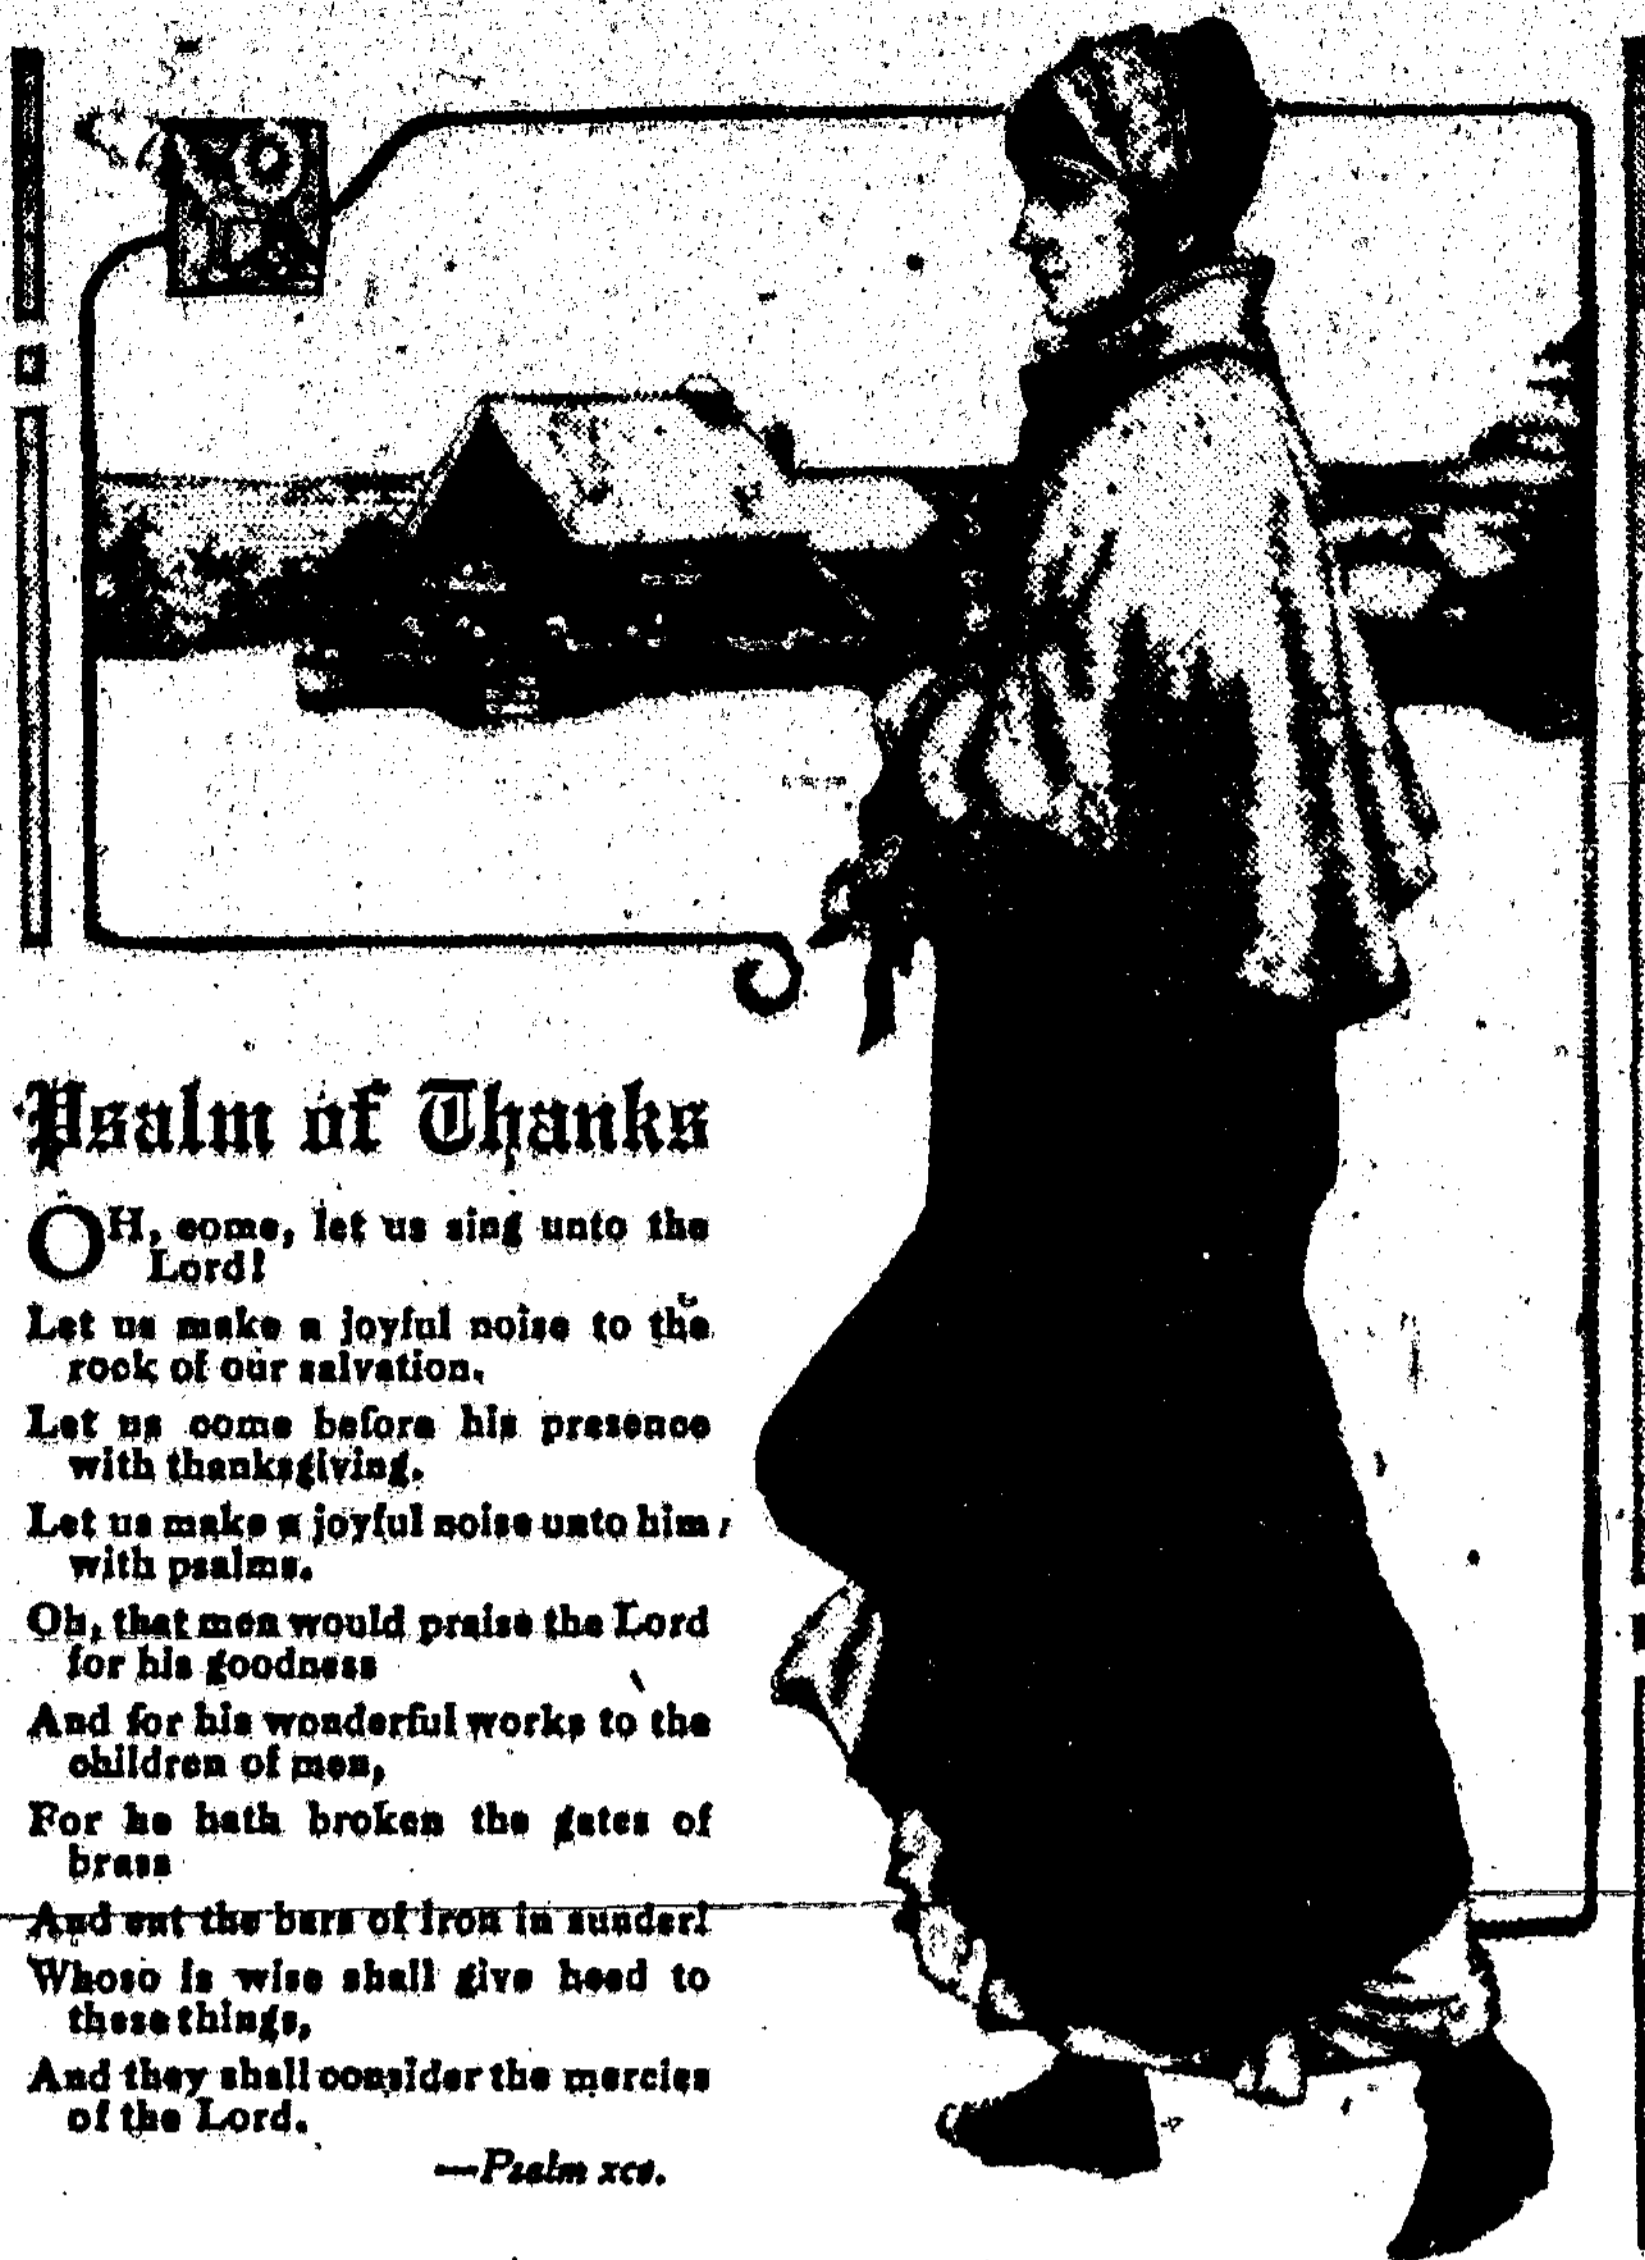 Psalm of Thanks
OH, come, let us sing unto the
Lord!
Let us make a joyful noise to the
rock of our salvation.
Let us come before his presence
with thanksgiving.
Let us make a joyful noise unto him
with psalms.
Oh, that men would praise the Lord
for his goodness
And for his wonderful works to the
children of men,
For he hath broken the gates of
brass
And cut the bars of iron in sunder!
Whoso is wise shall give heed to
these things,
And they shall consider the mercies
of the Lord.
—Psalm xcv.